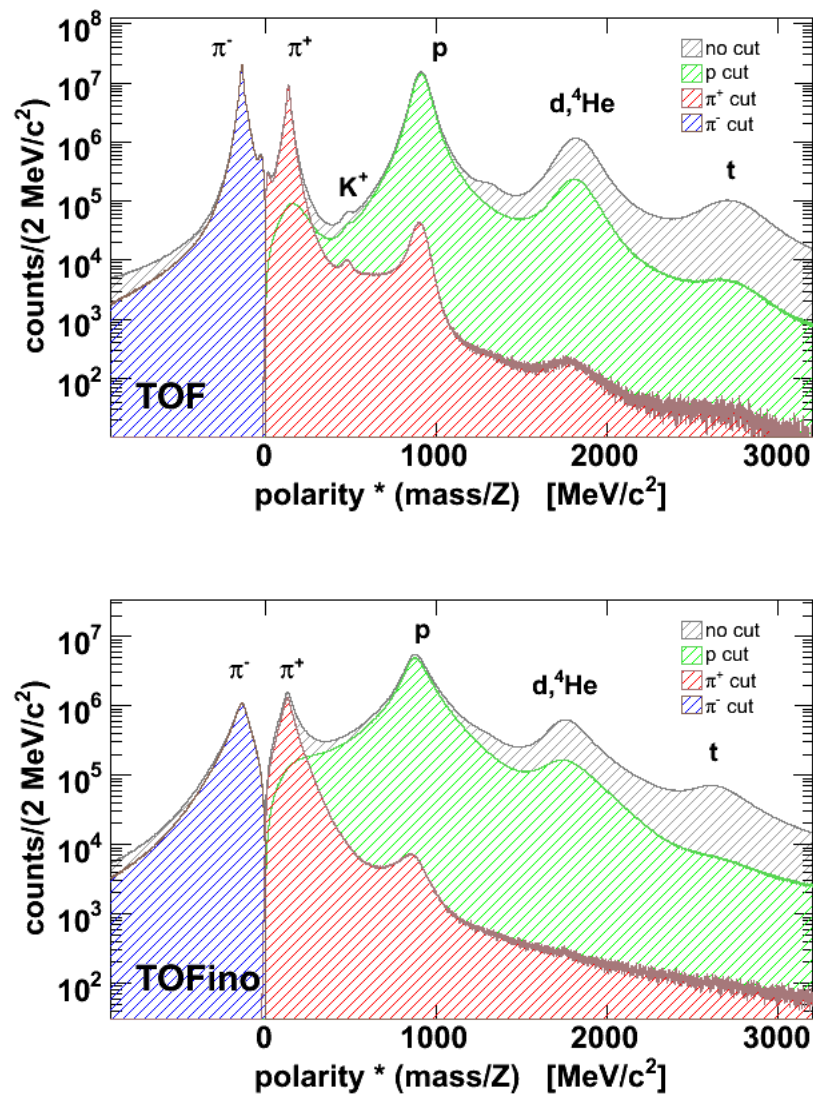 counts/(2 MeV/c²)
10⁸
10⁷
10⁶
10⁵
10⁴
10³
10²
π⁻
π⁺
K⁺
p
d,⁴He
t
no cut
p cut
π⁺ cut
π⁻ cut
TOF
0 1000 2000 3000
polarity * (mass/Z) [MeV/c²]
counts/(2 MeV/c²)
10⁷
10⁶
10⁵
10⁴
10³
10²
π⁻
π⁺
p
d,⁴He
t
no cut
p cut
π⁺ cut
π⁻ cut
TOFino
0 1000 2000 3000
polarity * (mass/Z) [MeV/c²]